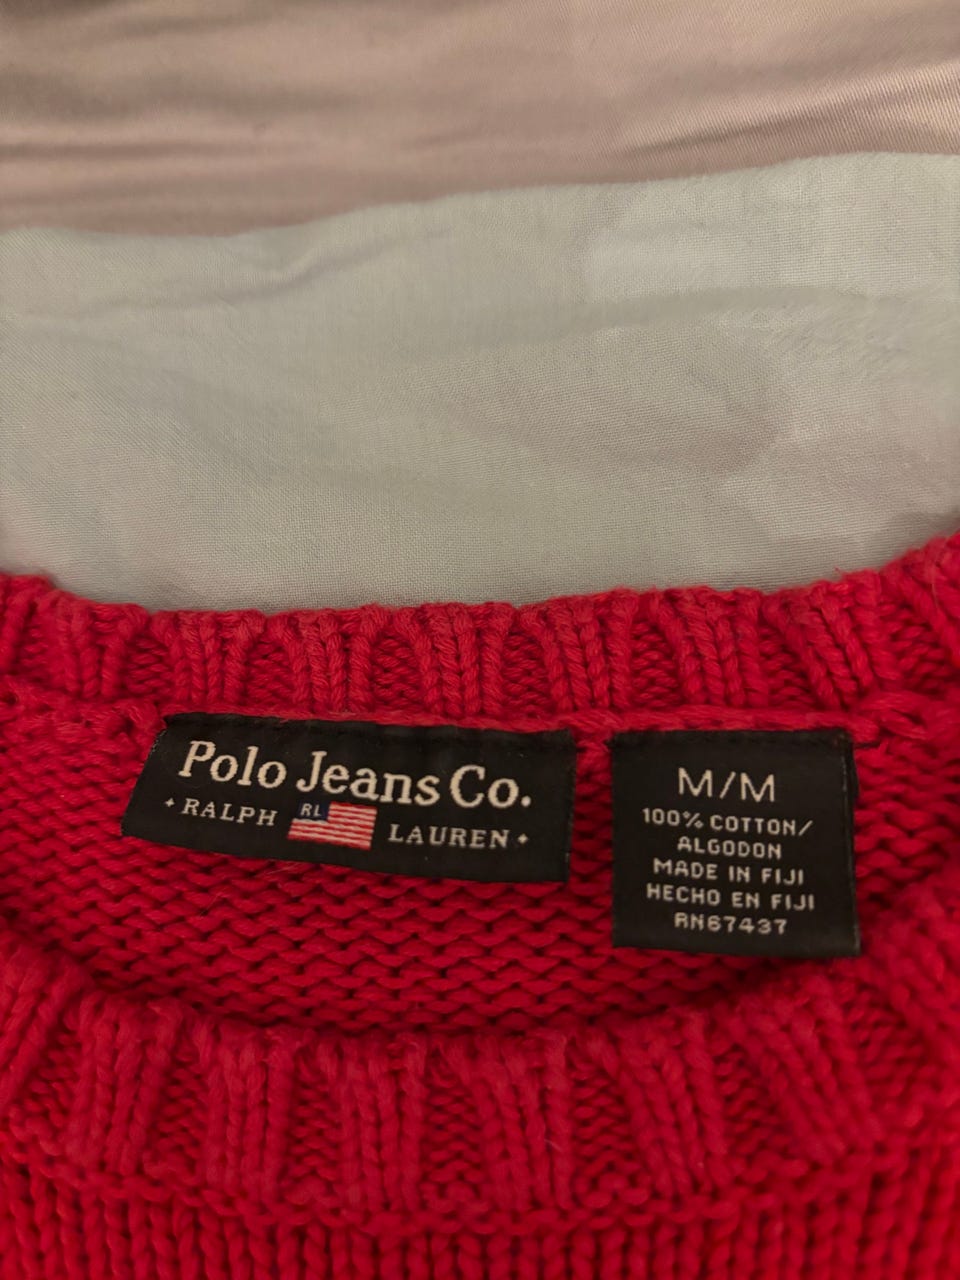 Polo Jeans Co.
RALPH RL LAUREN
M/M
100% COTTON/
ALGODON
MADE IN FIJI
HECHO EN FIJI
RN67437